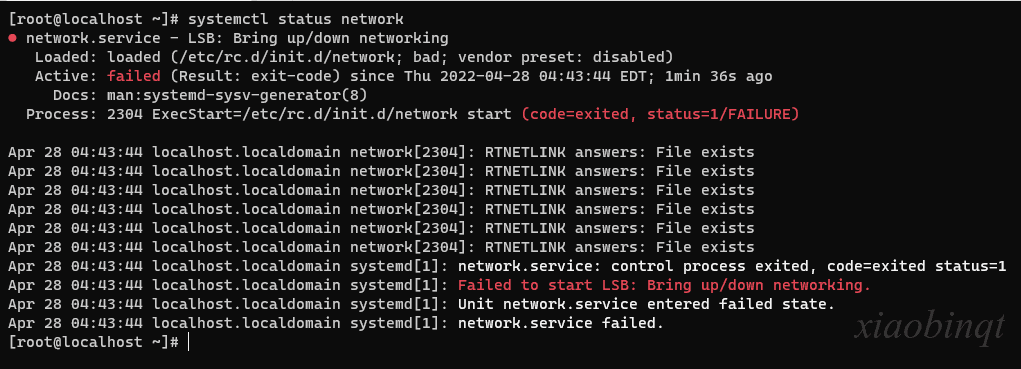 [root@localhost ~]# systemctl status network
● network.service - LSB: Bring up/down networking
Loaded: loaded (/etc/rc.d/init.d/network; bad; vendor preset: disabled)
Active: failed (Result: exit-code) since Thu 2022-04-28 04:43:44 EDT; 1min 36s ago
Docs: man:systemd-sysv-generator(8)
Process: 2304 ExecStart=/etc/rc.d/init.d/network start (code=exited, status=1/FAILURE)
Apr 28 04:43:44 localhost.localdomain network[2304]: RTNETLINK answers: File exists
Apr 28 04:43:44 localhost.localdomain network[2304]: RTNETLINK answers: File exists
Apr 28 04:43:44 localhost.localdomain network[2304]: RTNETLINK answers: File exists
Apr 28 04:43:44 localhost.localdomain network[2304]: RTNETLINK answers: File exists
Apr 28 04:43:44 localhost.localdomain network[2304]: RTNETLINK answers: File exists
Apr 28 04:43:44 localhost.localdomain network[2304]: RTNETLINK answers: File exists
Apr 28 04:43:44 localhost.localdomain systemd[1]: network.service: control process exited, code=exited status=1
Apr 28 04:43:44 localhost.localdomain systemd[1]: Failed to start LSB: Bring up/down networking.
Apr 28 04:43:44 localhost.localdomain systemd[1]: Unit network.service entered failed state.
Apr 28 04:43:44 localhost.localdomain systemd[1]: network.service failed.
[root@localhost ~]#
xiaobinqt